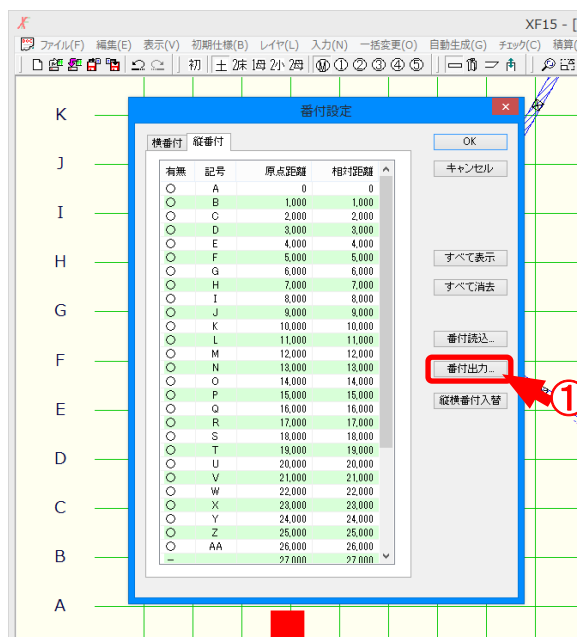 XF15 - [
ファイル(F) 編集(E) 表示(V) 初期仕様(B) レイヤ(L) 入力(N) 一括変更(O) 自動生成(G) チェック(C) 積算(
初 土 2床 1母 2小 2母 W ① ② ③ ④ ⑤
K
J
I
H
G
F
E
D
C
B
A
番付設定
横番付 縦番付
有無 記号 原点距離 相対距離
○ A 0 0
○ B 1,000 1,000
○ C 2,000 2,000
○ D 3,000 3,000
○ E 4,000 4,000
○ F 5,000 5,000
○ G 6,000 6,000
○ H 7,000 7,000
○ I 8,000 8,000
○ J 9,000 9,000
○ K 10,000 10,000
○ L 11,000 11,000
○ M 12,000 12,000
○ N 13,000 13,000
○ O 14,000 14,000
○ P 15,000 15,000
○ Q 16,000 16,000
○ R 17,000 17,000
○ S 18,000 18,000
○ T 19,000 19,000
○ U 20,000 20,000
○ V 21,000 21,000
○ W 22,000 22,000
○ X 23,000 23,000
○ Y 24,000 24,000
○ Z 25,000 25,000
○ AA 26,000 26,000
− 27,000 27,000
OK
キャンセル
すべて表示
すべて消去
番付読込...
番付出力...
縦横番付入替
①